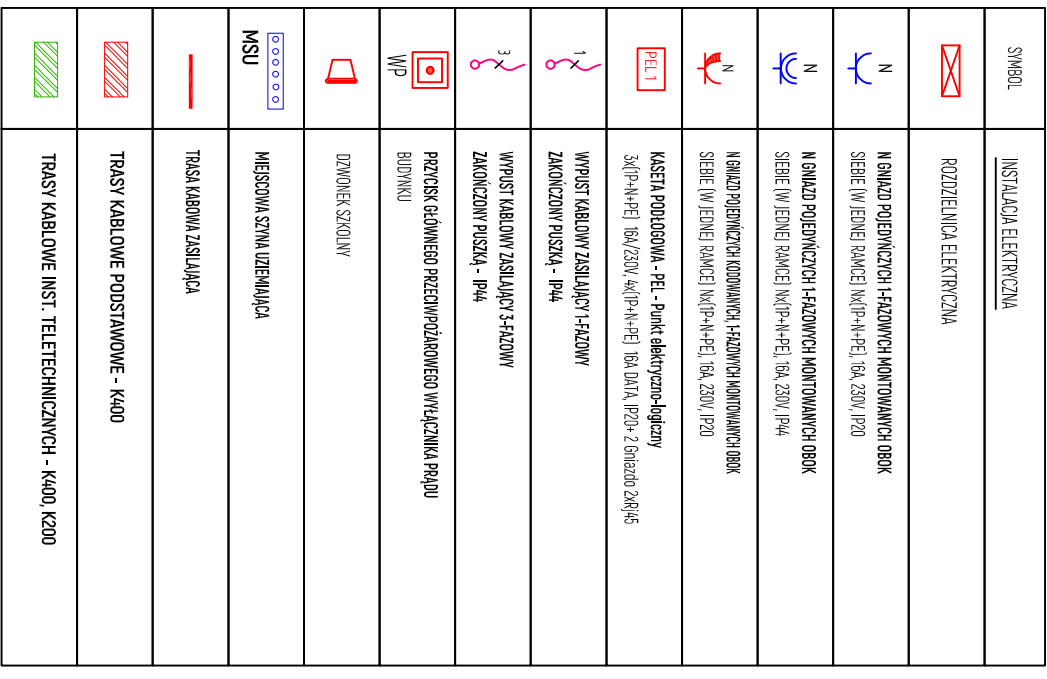 SYMBOL
INSTALACJA ELEKTRYCZNA
ROZDZIELNICA ELEKTRYCZNA
N
N GNIAZD POJEDYŃCZYCH 1-FAZOWYCH MONTOWANYCH OBOK
SIEBIE (W JEDNEJ RAMCE) Nx(1P+N+PE), 16A, 230V, IP20
N
N GNIAZD POJEDYŃCZYCH 1-FAZOWYCH MONTOWANYCH OBOK
SIEBIE (W JEDNEJ RAMCE) Nx(1P+N+PE), 16A, 230V, IP44
N
N GNIAZD POJEDYŃCZYCH KODOWANYCH, 1-FAZOWYCH MONTOWANYCH OBOK
SIEBIE (W JEDNEJ RAMCE) Nx(1P+N+PE), 16A, 230V, IP20
PEL 1
KASETA PODŁOGOWA - PEL - Punkt elektryczno-logiczny
3x(1P+N+PE) 16A/230V, 4x(1P+N+PE) 16A DATA, IP20+ 2 Gniazdo 2xRj45
1
WYPUST KABLOWY ZASILAJĄCY 1-FAZOWY
ZAKOŃCZONY PUSZKĄ - IP44
3
WYPUST KABLOWY ZASILAJĄCY 3-FAZOWY
ZAKOŃCZONY PUSZKĄ - IP44
WP
PRZYCISK GŁÓWNEGO PRZECIWPOŻAROWEGO WYŁĄCZNIKA PRĄDU
BUDYNKU
DZWONEK SZKOLNY
MSU
MIEJSCOWA SZYNA UZIEMIAJĄCA
TRASA KABOWA ZASILAJĄCA
TRASY KABLOWE PODSTAWOWE - K400
TRASY KABLOWE INST. TELETECHNICZNYCH - K400, K200